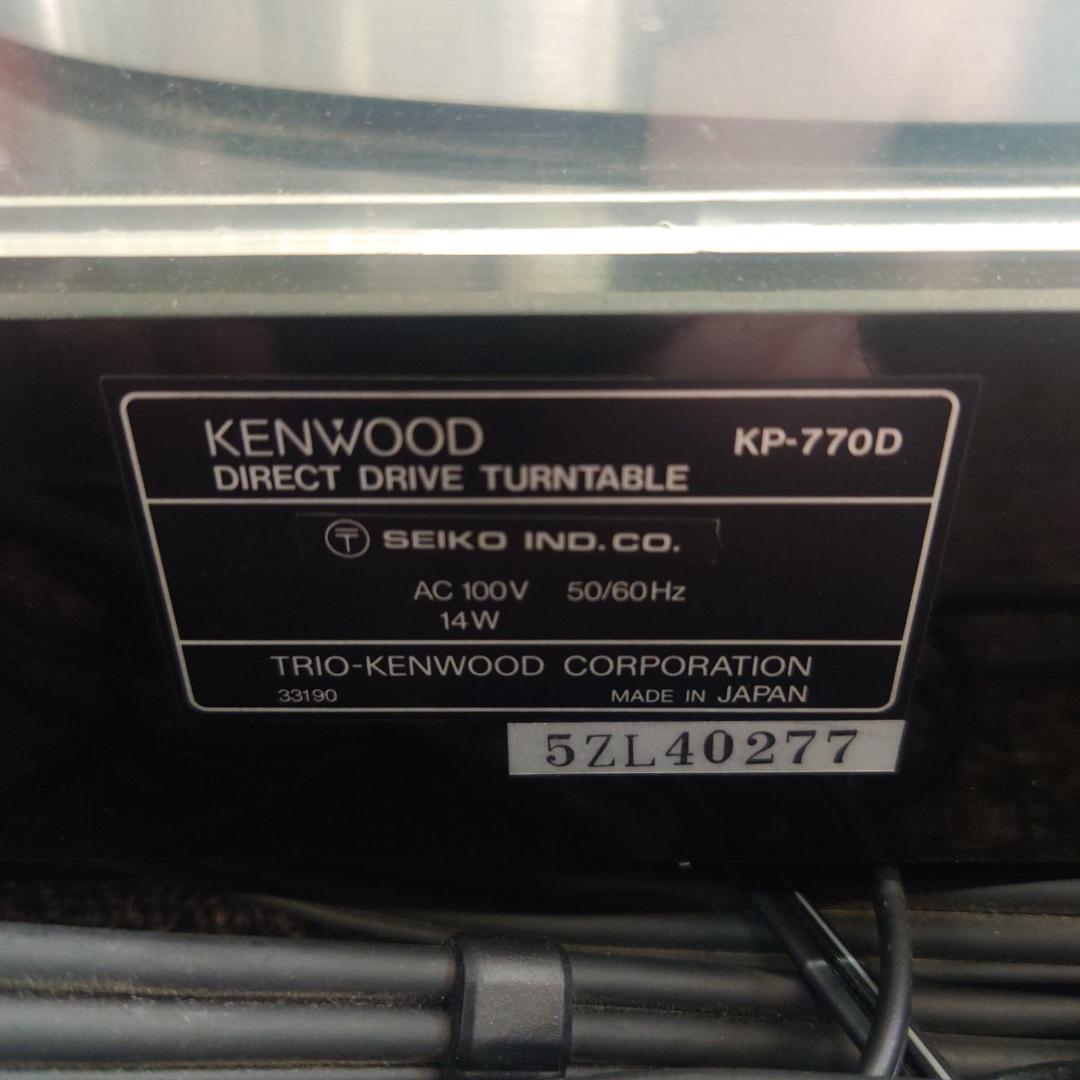 KENWOOD KP-770D
DIRECT DRIVE TURNTABLE
〒 SEIKO IND.CO.
AC 100V 50/60Hz
14W
TRIO-KENWOOD CORPORATION
33190 MADE IN JAPAN
5ZL40277